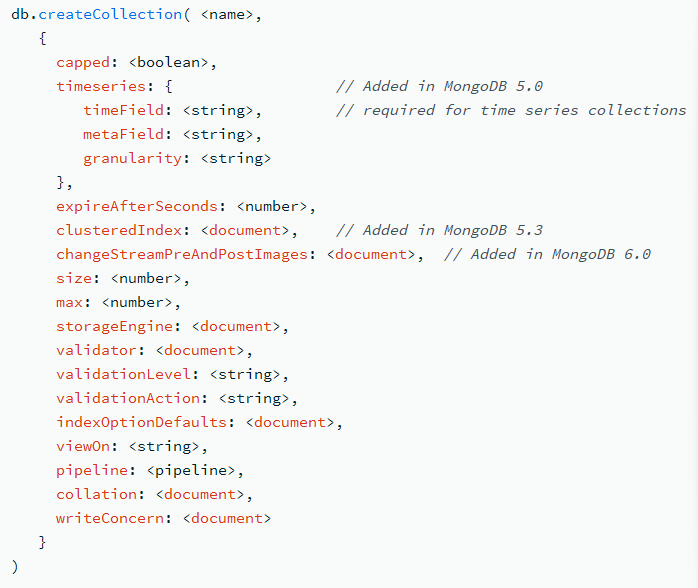 db.createCollection( <name>,
   {
     capped: <boolean>,
     timeseries: {                  // Added in MongoDB 5.0
        timeField: <string>,        // required for time series collections
        metaField: <string>,
        granularity: <string>
     },
     expireAfterSeconds: <number>,
     clusteredIndex: <document>,    // Added in MongoDB 5.3
     changeStreamPreAndPostImages: <document>,  // Added in MongoDB 6.0
     size: <number>,
     max: <number>,
     storageEngine: <document>,
     validator: <document>,
     validationLevel: <string>,
     validationAction: <string>,
     indexOptionDefaults: <document>,
     viewOn: <string>,
     pipeline: <pipeline>,
     collation: <document>,
     writeConcern: <document>
   }
)